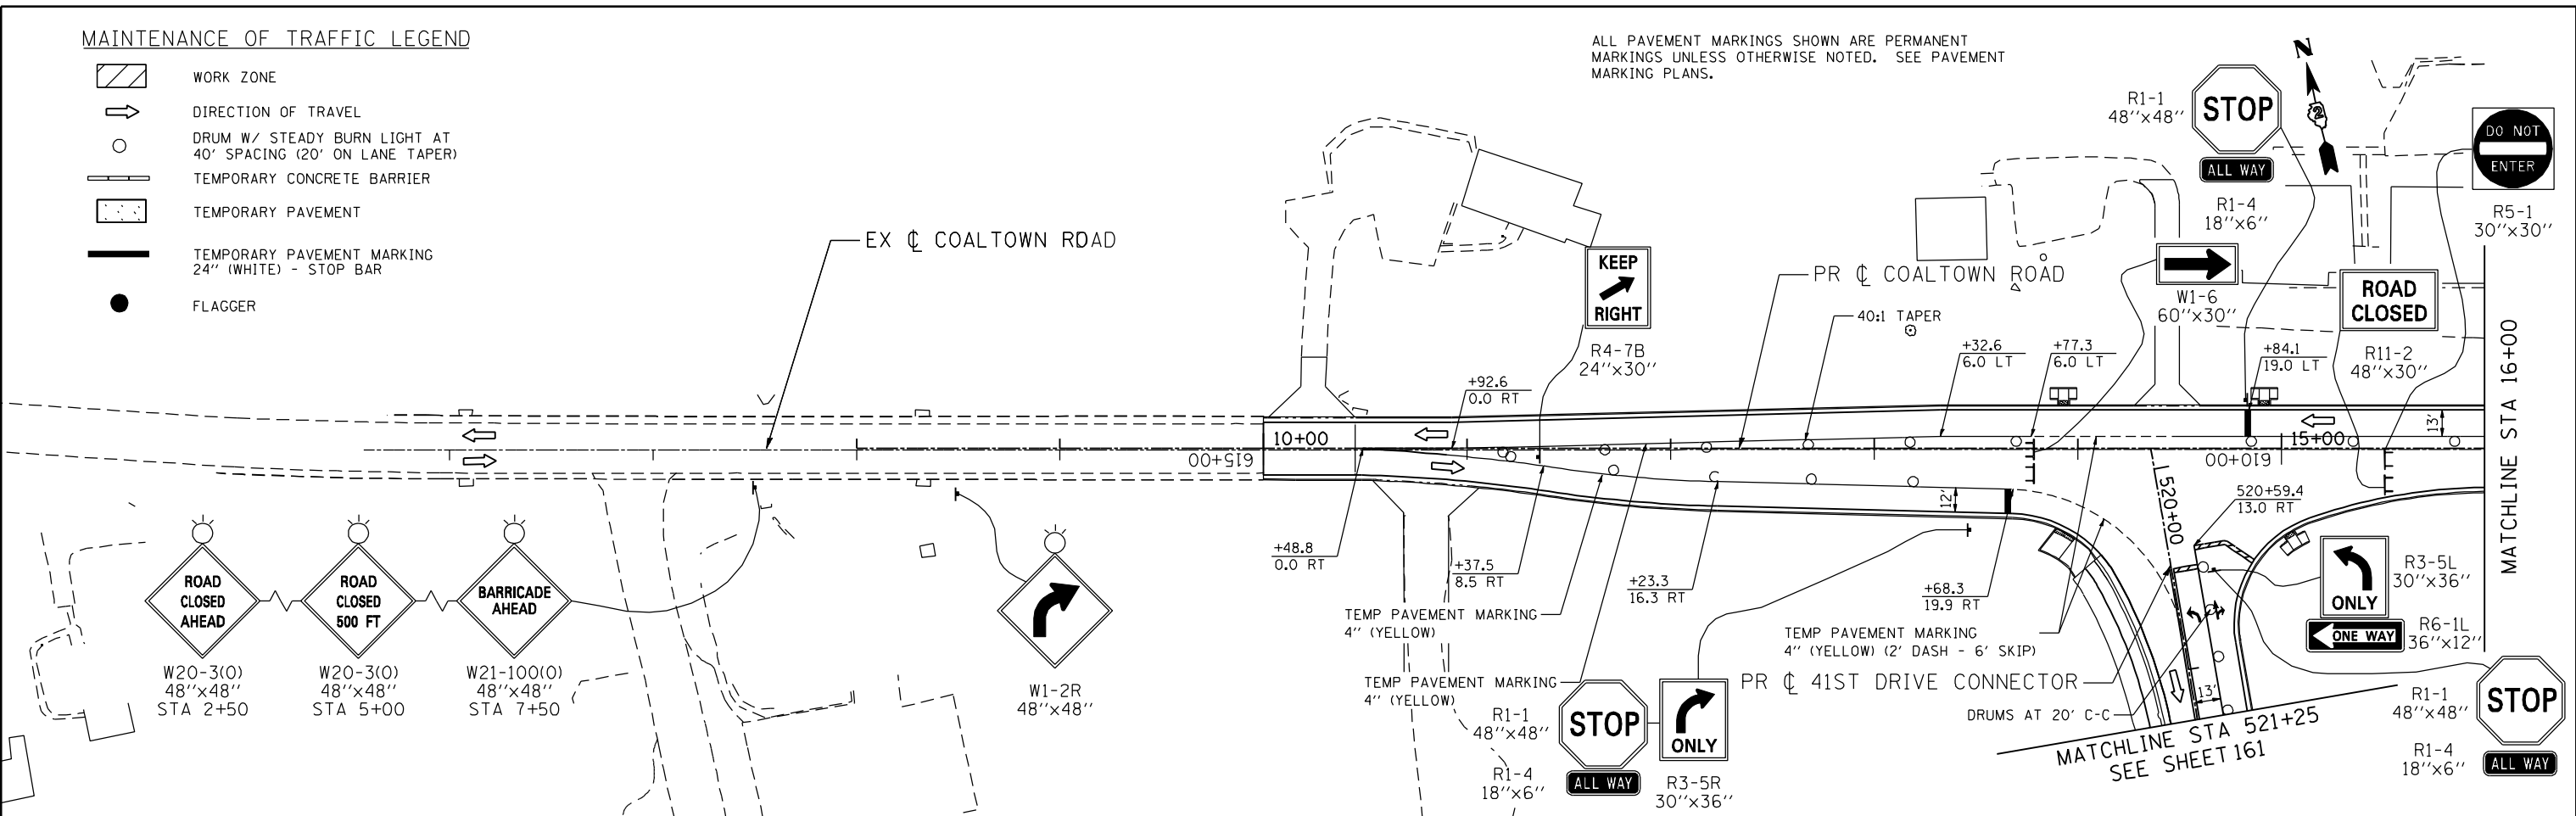 MAINTENANCE OF TRAFFIC LEGEND
WORK ZONE
DIRECTION OF TRAVEL
DRUM W/ STEADY BURN LIGHT AT
40' SPACING (20' ON LANE TAPER)
TEMPORARY CONCRETE BARRIER
TEMPORARY PAVEMENT
TEMPORARY PAVEMENT MARKING
24'' (WHITE) - STOP BAR
FLAGGER
ALL PAVEMENT MARKINGS SHOWN ARE PERMANENT
MARKINGS UNLESS OTHERWISE NOTED. SEE PAVEMENT
MARKING PLANS.
EX ℄ COALTOWN ROAD
KEEP
RIGHT
R4-7B
24''x30''
PR ℄ COALTOWN ROAD
40:1 TAPER
R1-1
48''x48''
STOP
ALL WAY
R1-4
18''x6''
N
2
DO NOT
ENTER
R5-1
30''x30''
W1-6
60''x30''
ROAD
CLOSED
R11-2
48''x30''
MATCHLINE STA 16+00
+92.6
0.0 RT
+32.6
6.0 LT
+77.3
6.0 LT
+84.1
19.0 LT
13'
10+00
615+00
15+00
610+00
520+00
12'
520+59.4
13.0 RT
+48.8
0.0 RT
+37.5
8.5 RT
+23.3
16.3 RT
+68.3
19.9 RT
TEMP PAVEMENT MARKING
4'' (YELLOW)
TEMP PAVEMENT MARKING
4'' (YELLOW)
TEMP PAVEMENT MARKING
4'' (YELLOW) (2' DASH - 6' SKIP)
PR ℄ 41ST DRIVE CONNECTOR
DRUMS AT 20' C-C
13'
MATCHLINE STA 521+25
SEE SHEET 161
ROAD
CLOSED
AHEAD
W20-3(O)
48''x48''
STA 2+50
ROAD
CLOSED
500 FT
W20-3(O)
48''x48''
STA 5+00
BARRICADE
AHEAD
W21-100(O)
48''x48''
STA 7+50
W1-2R
48''x48''
R1-1
48''x48''
STOP
R1-4
18''x6''
ALL WAY
ONLY
R3-5R
30''x36''
ONLY
R3-5L
30''x36''
ONE WAY
R6-1L
36''x12''
R1-1
48''x48''
STOP
R1-4
18''x6''
ALL WAY